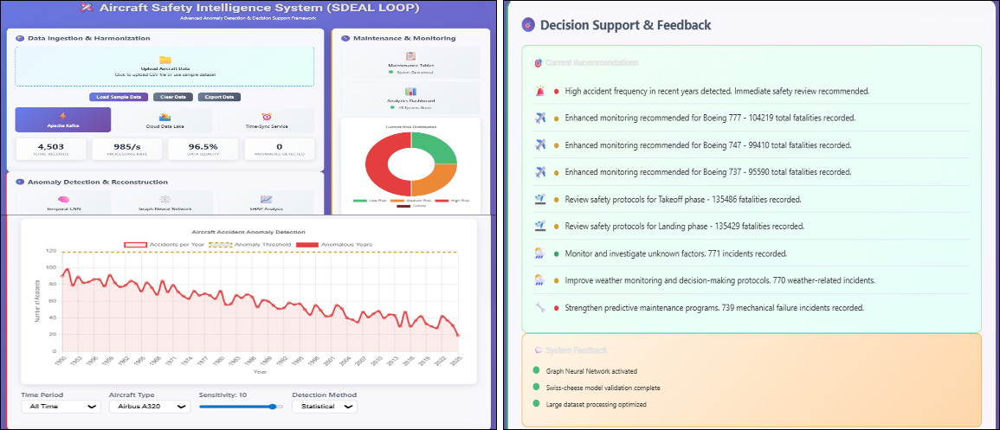 Aircraft Safety Intelligence System (SDEAL LOOP)
Advanced Anomaly Detection & Decision Support Framework
Data Ingestion & Harmonization
Upload Aircraft Data
Click to upload CSV file or use sample dataset
Load Sample Data Clear Data Export Data
Apache Kafka Cloud Data Lake Time-Sync Service
4,503 985/s 96.5% 0
TOTAL RECORDS PROCESSING RATE DATA QUALITY ANOMALIES DETECTED
Anomaly Detection & Reconstruction
Temporal CNN Graph Neural Network SHAP Analysis
Maintenance & Monitoring
Maintenance Tablet
System Operational
Analytics Dashboard
All Systems Green
Current Risk Distribution
Low Risk Medium Risk High Risk
Critical
Aircraft Accident Anomaly Detection
Accidents per Year Anomaly Threshold Anomalous Years
Number of Accidents
120
100
80
60
40
20
0
1950 1953 1956 1959 1962 1965 1968 1971 1974 1977 1980 1983 1986 1989 1992 1995 1998 2001 2004 2007 2010 2013 2016 2019 2022 2025
Year
Time Period Aircraft Type Sensitivity: 10 Detection Method
All Time Airbus A320 Statistical
Decision Support & Feedback
Current Recommendations
High accident frequency in recent years detected. Immediate safety review recommended.
Enhanced monitoring recommended for Boeing 777 - 104219 total fatalities recorded.
Enhanced monitoring recommended for Boeing 747 - 99410 total fatalities recorded.
Enhanced monitoring recommended for Boeing 737 - 95590 total fatalities recorded.
Review safety protocols for Takeoff phase - 135486 fatalities recorded.
Review safety protocols for Landing phase - 135429 fatalities recorded.
Monitor and investigate unknown factors. 771 incidents recorded.
Improve weather monitoring and decision-making protocols. 770 weather-related incidents.
Strengthen predictive maintenance programs. 739 mechanical failure incidents recorded.
System Feedback
Graph Neural Network activated
Swiss-cheese model validation complete
Large dataset processing optimized